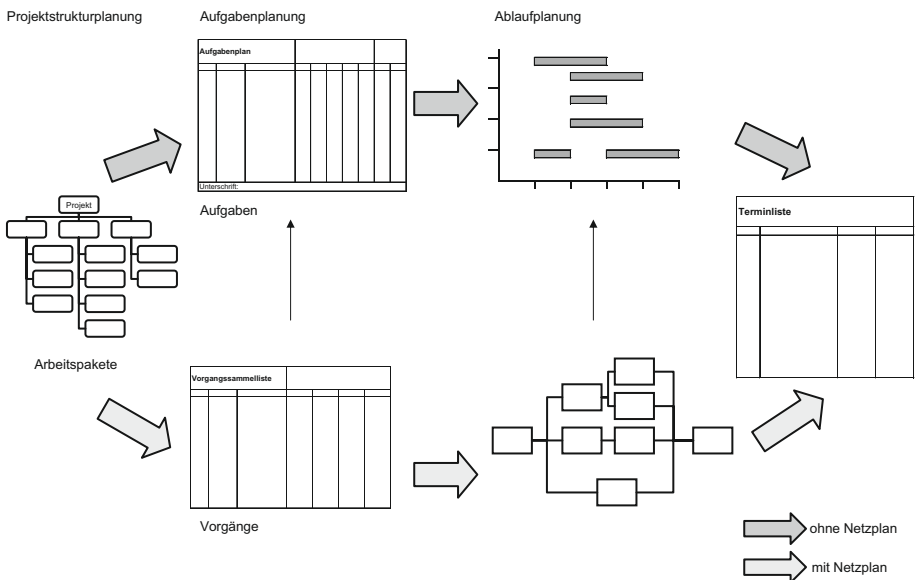 Projektstrukturplanung
Aufgabenplanung
Ablaufplanung
Aufgabenplan
Unterschrift:
Projekt
Aufgaben
Terminliste
Arbeitspakete
Vorgangssammelliste
Vorgänge
ohne Netzplan
mit Netzplan